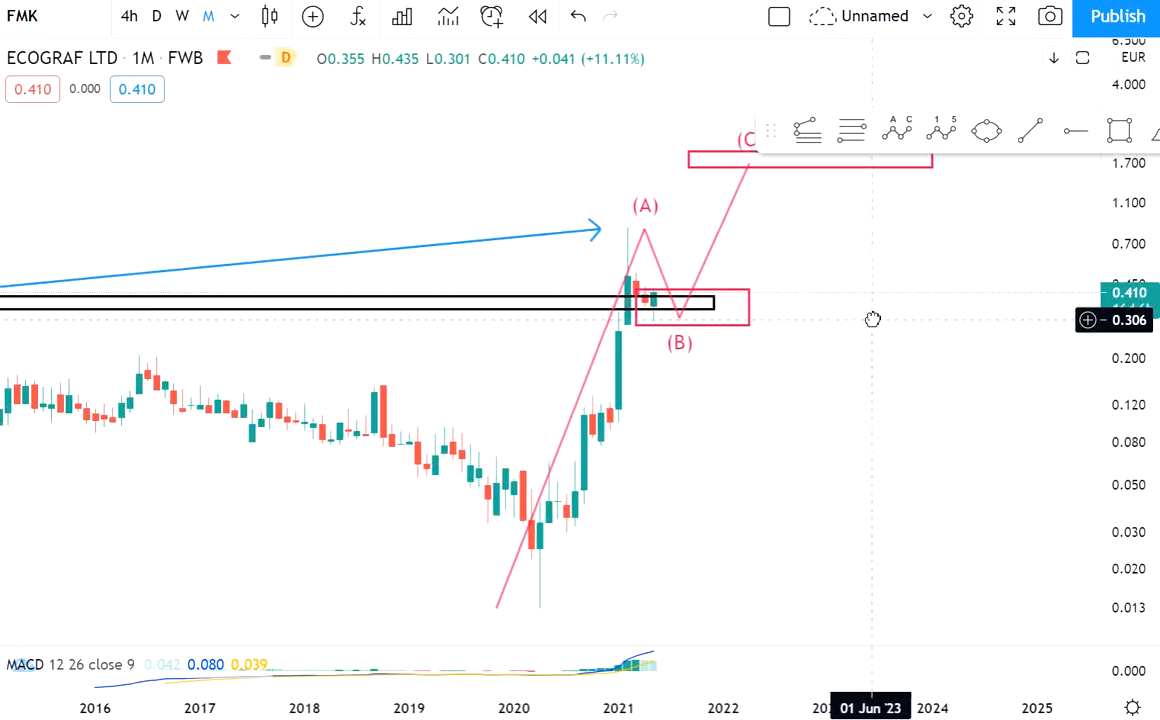 FMK 4h D W M Unnamed Publish
ECOGRAF LTD · 1M · FWB D O0.355 H0.435 L0.301 C0.410 +0.041 (+11.11%)
0.410 0.000 0.410
6.500
EUR
4.000
A C 1 5
(C
1.700
(A)
1.100
0.700
0.410
0.306
(B)
0.200
0.120
0.080
0.050
0.030
0.020
0.013
MACD 12 26 close 9 0.042 0.080 0.039
0.000
2016 2017 2018 2019 2020 2021 2022 01 Jun '23 2024 2025